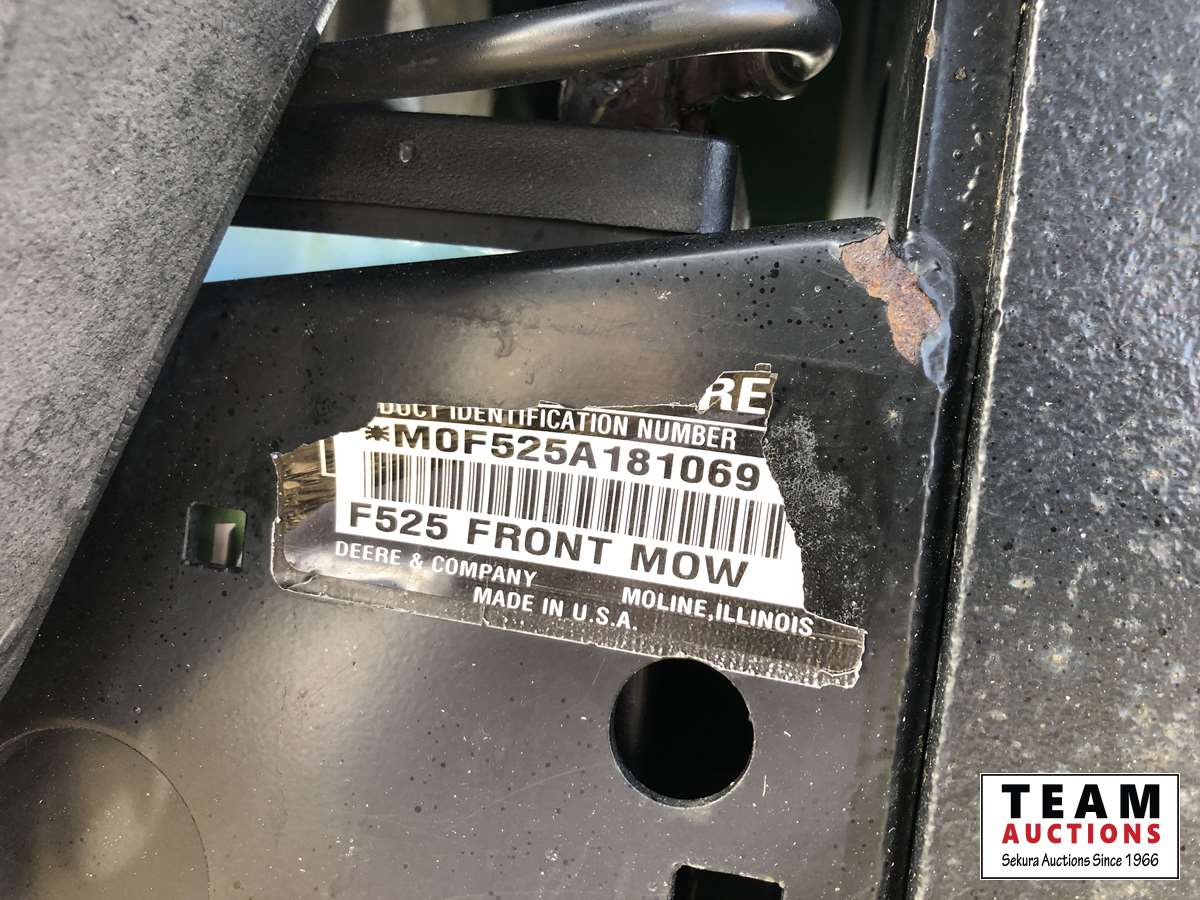 RE
DUCT IDENTIFICATION NUMBER
*M0F525A181069
F525 FRONT MOW
DEERE & COMPANY MOLINE, ILLINOIS
MADE IN U.S.A.
TEAM
AUCTIONS
Sekura Auctions Since 1966